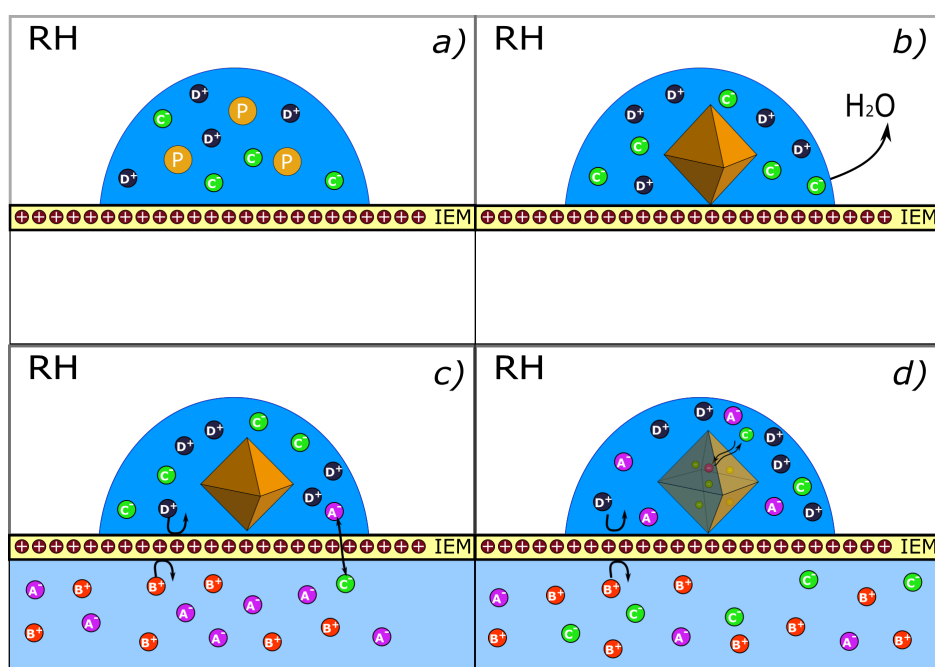 RH a)
D⁺ C⁻ P D⁺ D⁺ P C⁻ P D⁺ C⁻ C⁻
+ + + + + + + + + + + + + + + + + + + + + + + + IEM
RH b)
D⁺ C⁻ D⁺ D⁺ C⁻ D⁺ C⁻ C⁻ D⁺ C⁻
H₂O
+ + + + + + + + + + + + + + + + + + + + + + + + IEM
RH c)
C⁻ D⁺ D⁺ C⁻ C⁻ D⁺ D⁺ C⁻ D⁺ A⁻
+ + + + + + + + + + + + + + + + + + + + + + + + IEM
A⁻ B⁺ B⁺ B⁺ A⁻ C⁻
A⁻ A⁻ A⁻
B⁺ B⁺ A⁻ B⁺ B⁺ A⁻
RH d)
D⁺ A⁻ D⁺ C⁻ D⁺ A⁻ D⁺ C⁻ D⁺ A⁻ A⁻ D⁺
+ + + + + + + + + + + + + + + + + + + + + + + + IEM
A⁻ B⁺ B⁺ B⁺ C⁻ B⁺ C⁻
C⁻ C⁻
B⁺ C⁻ B⁺ A⁻ B⁺ B⁺ A⁻ B⁺